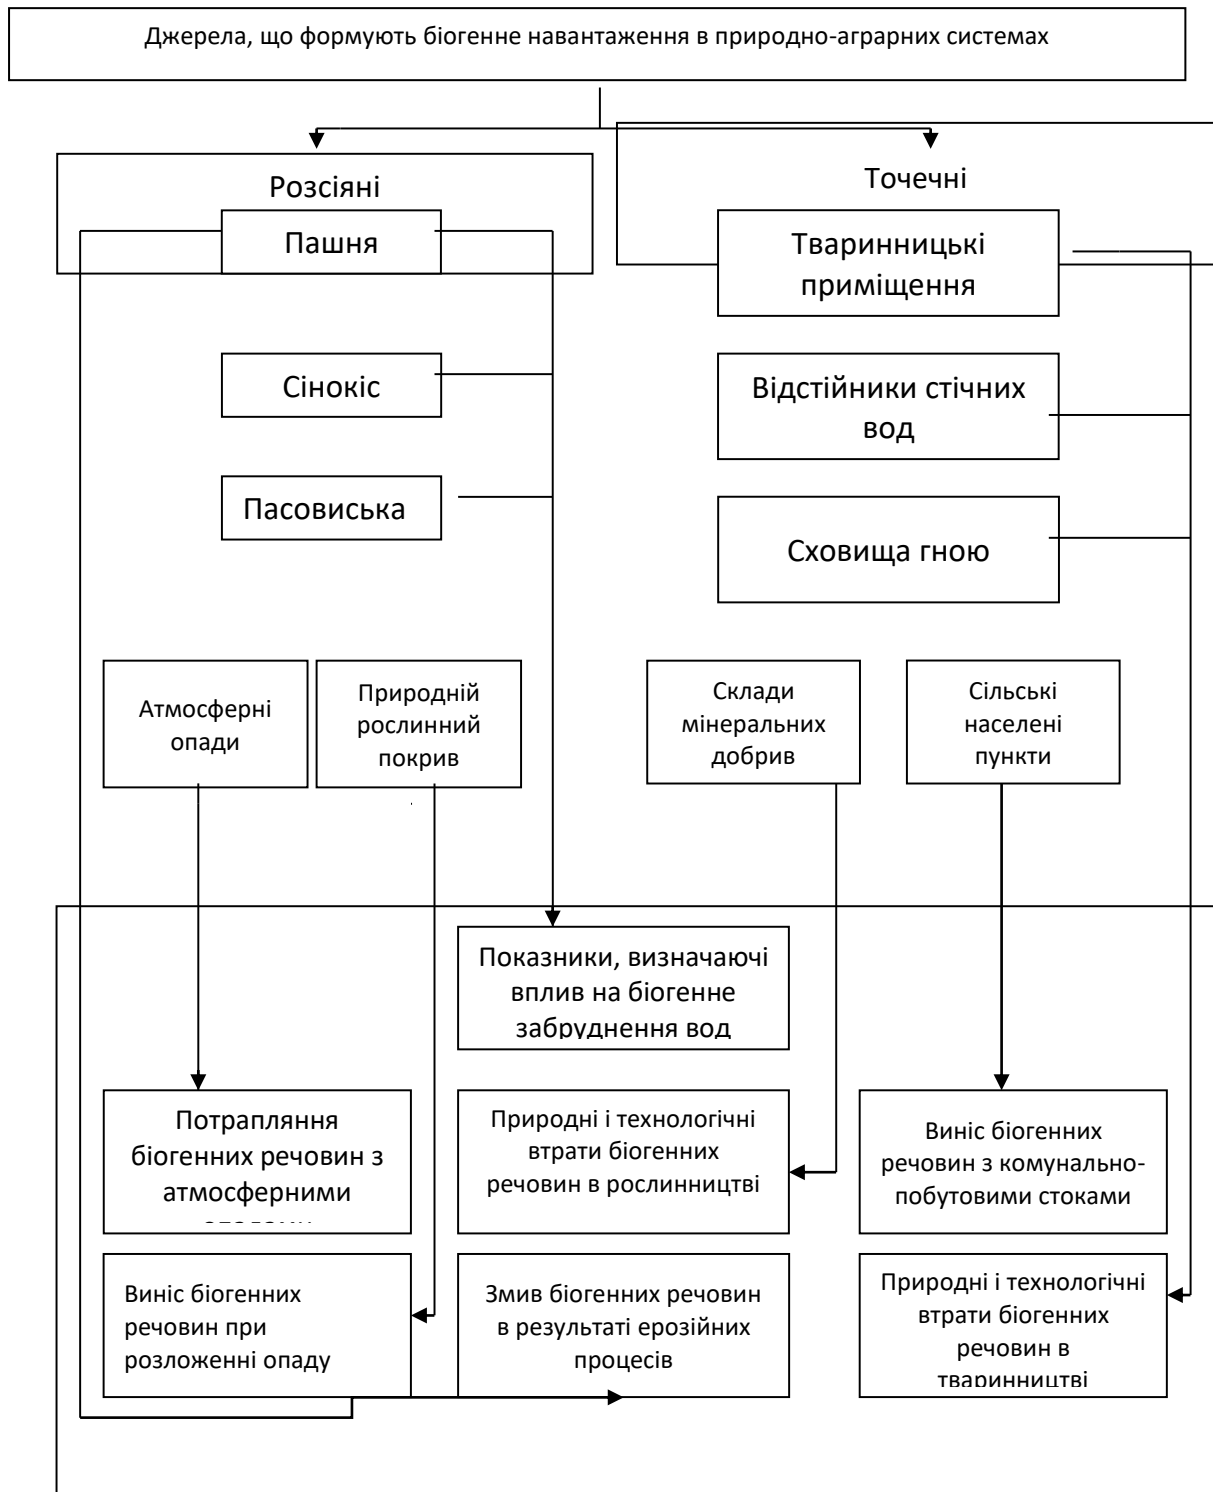 Джерела, що формують біогенне навантаження в природно-аграрних системах
Розсіяні
Точечні
Пашня
Тваринницькі
приміщення
Сінокіс
Відстійники стічних
вод
Пасовиська
Сховища гною
Атмосферні
опади
Природній
рослинний
покрив
Склади
мінеральних
добрив
Сільські
населені
пункти
Показники, визначаючі
вплив на біогенне
забруднення вод
Потрапляння
біогенних речовин з
атмосферними
Природні і технологічні
втрати біогенних
речовин в рослинництві
Виніс біогенних
речовин з комунально-
побутовими стоками
Виніс біогенних
речовин при
розложенні опаду
Змив біогенних речовин
в результаті ерозійних
процесів
Природні і технологічні
втрати біогенних
речовин в
тваринництві